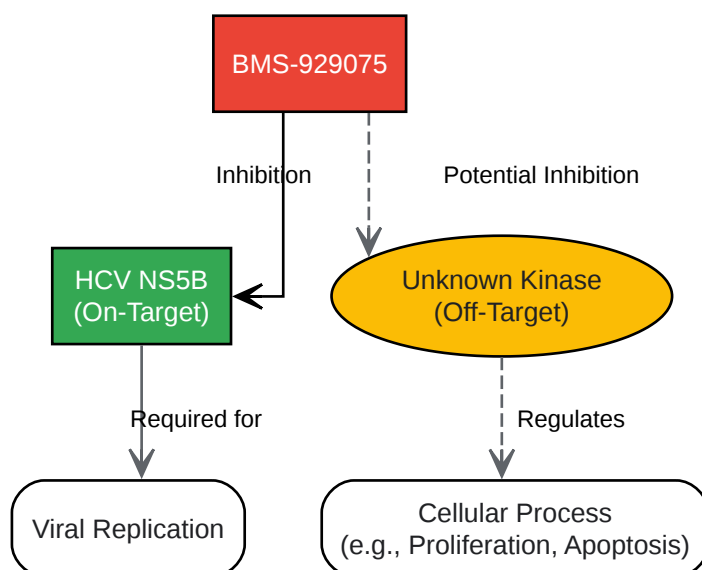 BMS-929075
Inhibition
Potential Inhibition
HCV NS5B
(On-Target)
Unknown Kinase
(Off-Target)
Required for
Regulates
Viral Replication
Cellular Process
(e.g., Proliferation, Apoptosis)